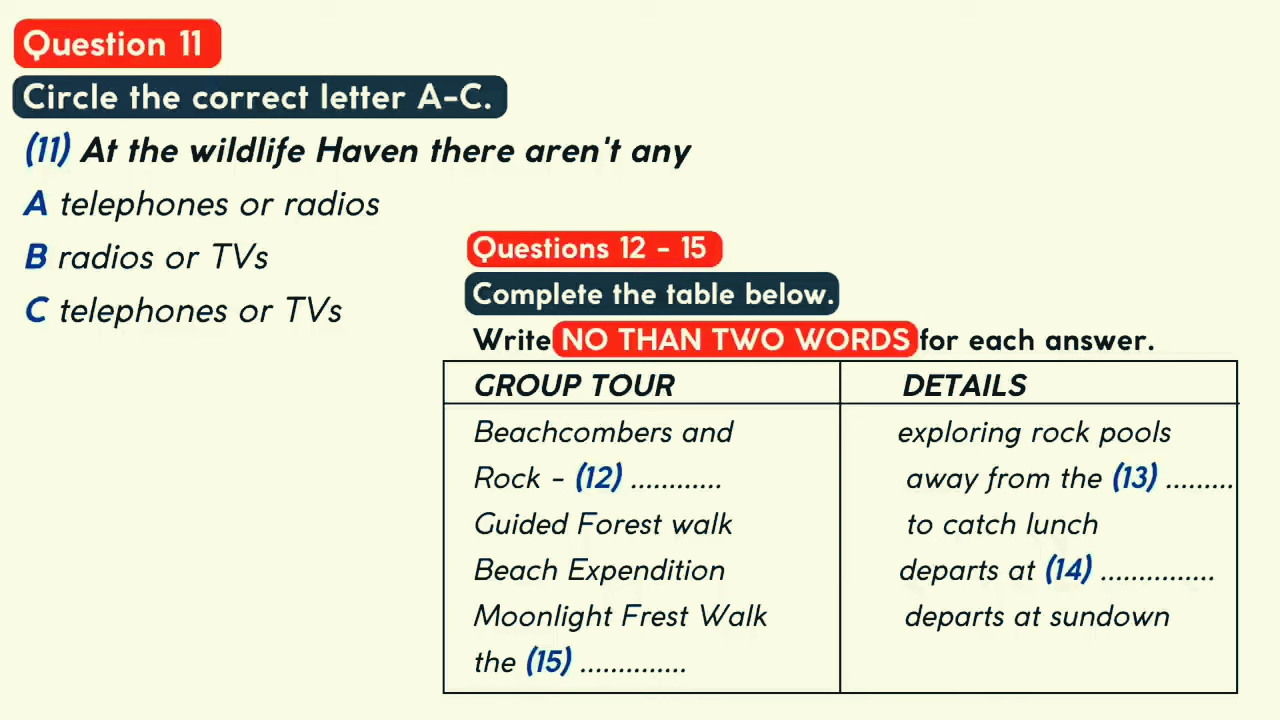 Question 11
Circle the correct letter A-C.
(11) At the wildlife Haven there aren't any
A telephones or radios
B radios or TVs
C telephones or TVs
Questions 12 - 15
Complete the table below.
Write NO THAN TWO WORDS for each answer.
GROUP TOUR DETAILS
Beachcombers and exploring rock pools
Rock - (12) ............ away from the (13) .........
Guided Forest walk to catch lunch
Beach Expendition departs at (14) ...............
Moonlight Frest Walk departs at sundown
the (15) ..............